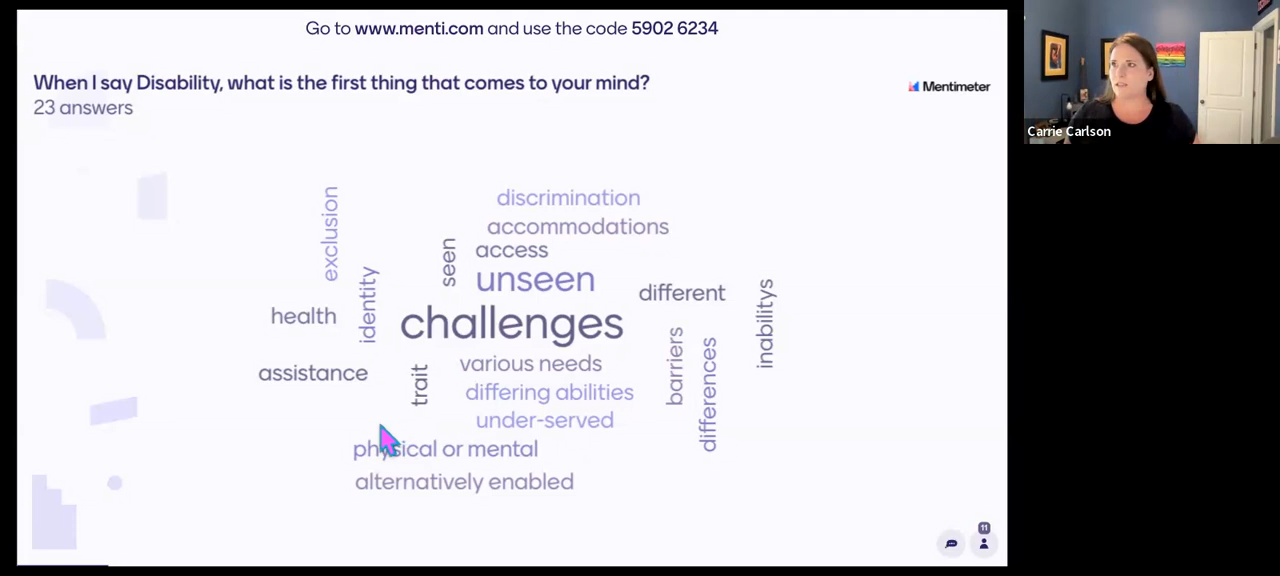 Go to www.menti.com and use the code 5902 6234
When I say Disability, what is the first thing that comes to your mind?
23 answers
Mentimeter
Carrie Carlson
exclusion
discrimination
accommodations
seen
access
identity
unseen
different
inabilitys
health
challenges
barriers
differences
assistance
trait
various needs
differing abilities
under-served
physical or mental
alternatively enabled
11